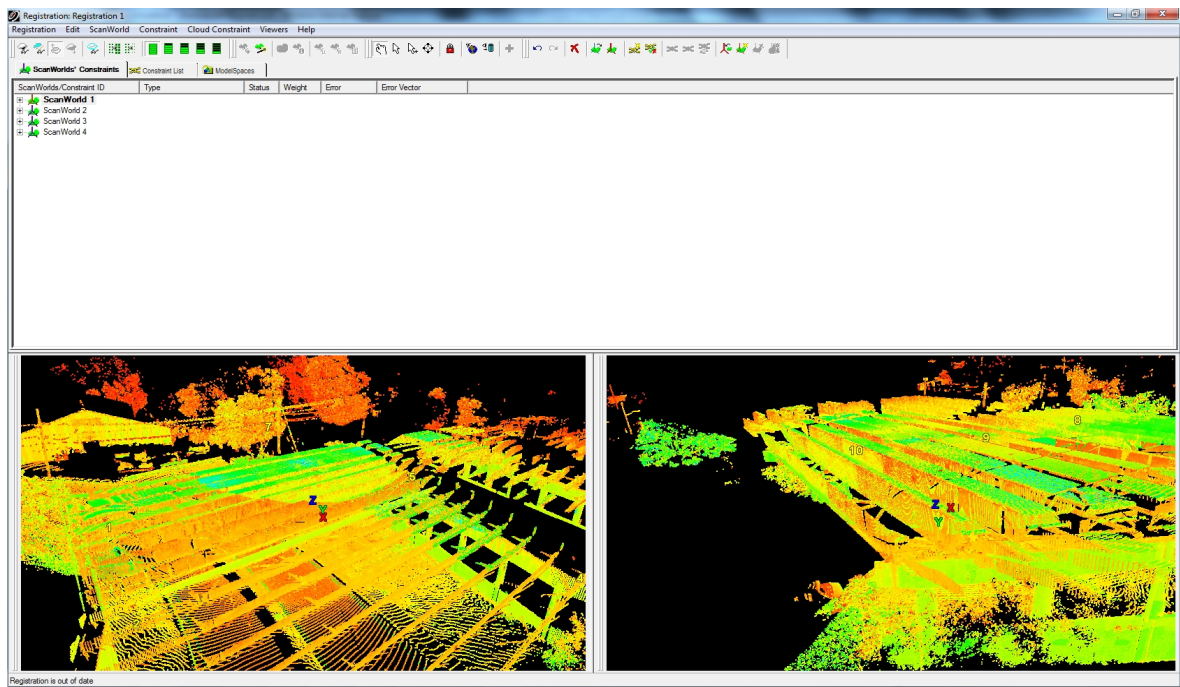 Registration: Registration 1
Registration Edit ScanWorld Constraint Cloud Constraint Viewers Help
ScanWorlds' Constraints Constraint List ModelSpaces
ScanWorlds/Constraint ID Type Status Weight Error Error Vector
ScanWorld 1
ScanWorld 2
ScanWorld 3
ScanWorld 4
7
Z
Y
X
1
8
9
10
Z X
Y
Registration is out of date